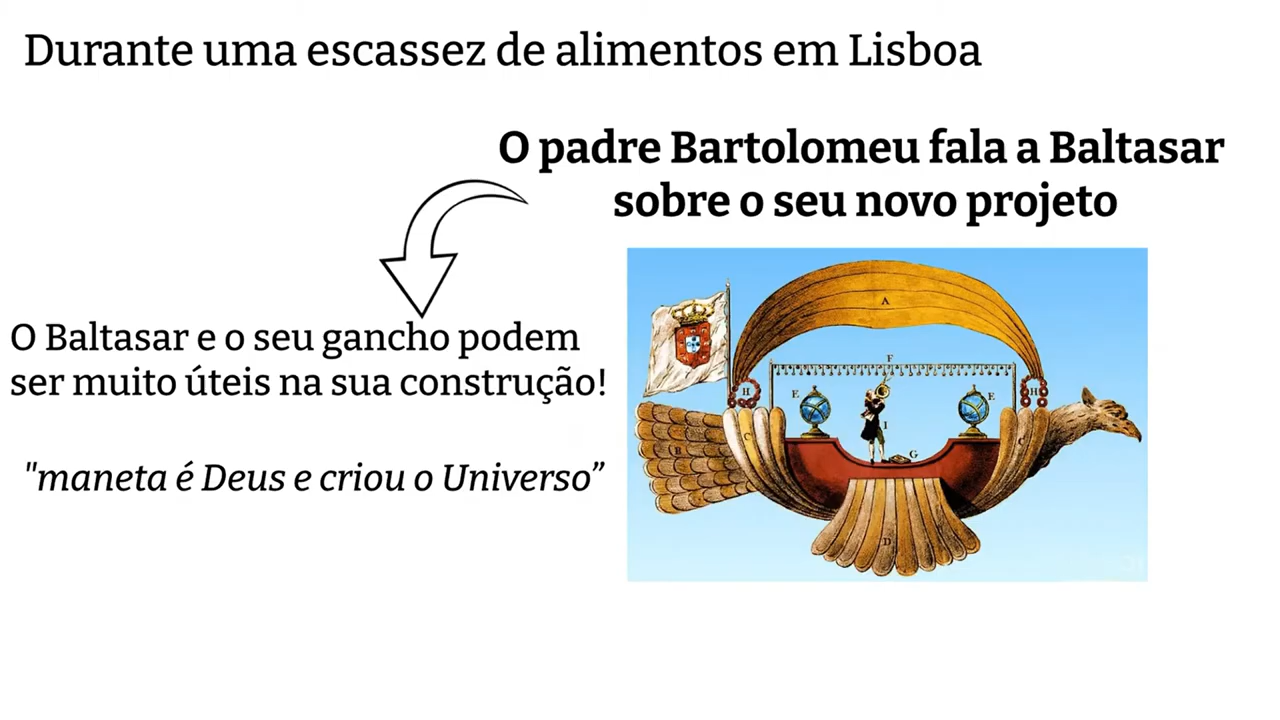 Durante uma escassez de alimentos em Lisboa
O padre Bartolomeu fala a Baltasar
sobre o seu novo projeto
O Baltasar e o seu gancho podem
ser muito úteis na sua construção!
"maneta é Deus e criou o Universo”
A
F
H
H
E
E
I
G
C
C
B
D